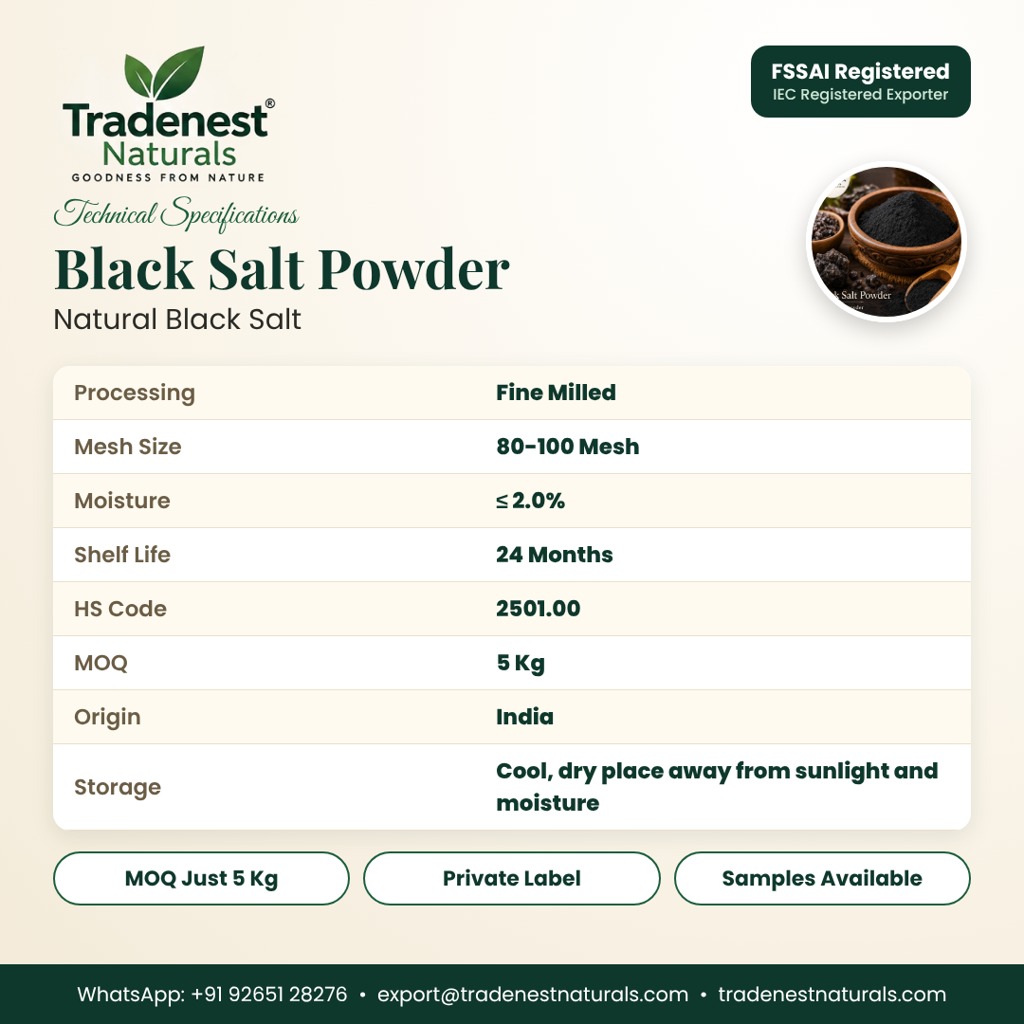 Tradenest®
Naturals
GOODNESS FROM NATURE
FSSAI Registered
IEC Registered Exporter
Technical Specifications
Black Salt Powder
Natural Black Salt
Salt Powder
Processing Fine Milled
Mesh Size 80-100 Mesh
Moisture ≤ 2.0%
Shelf Life 24 Months
HS Code 2501.00
MOQ 5 Kg
Origin India
Storage Cool, dry place away from sunlight and
moisture
MOQ Just 5 Kg
Private Label
Samples Available
WhatsApp: +91 92651 28276 • export@tradenestnaturals.com • tradenestnaturals.com